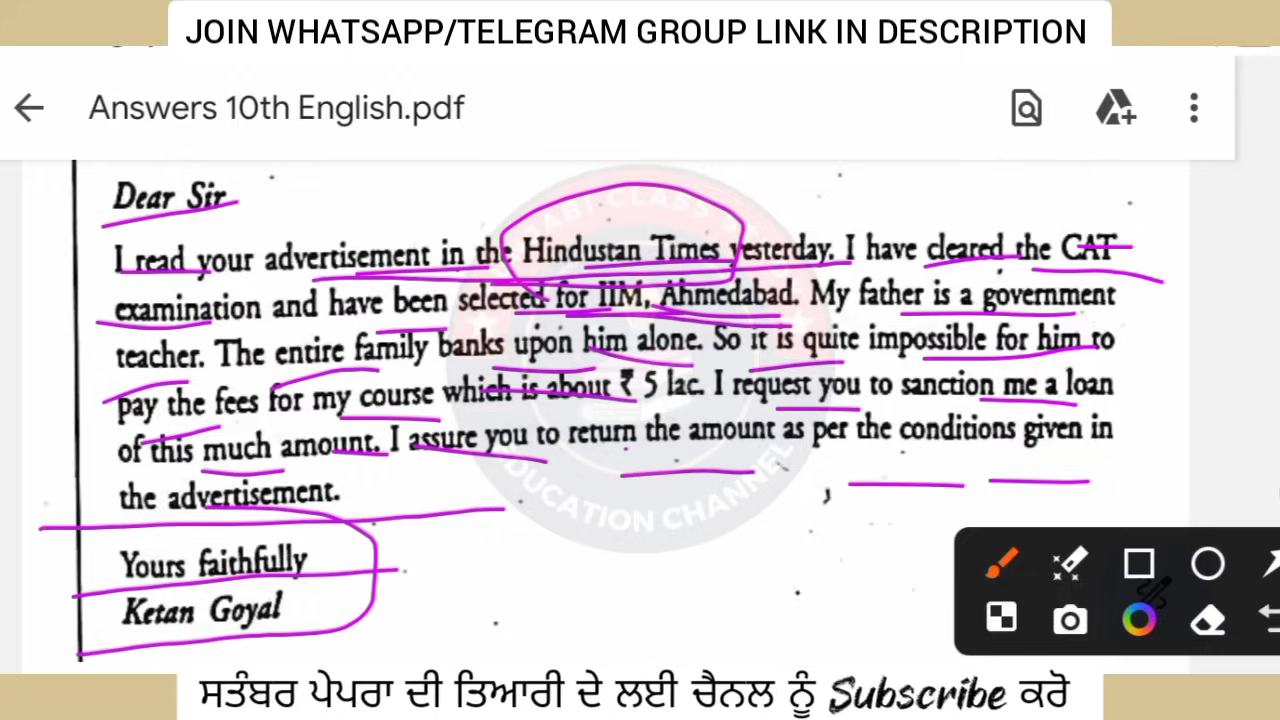 JOIN WHATSAPP/TELEGRAM GROUP LINK IN DESCRIPTION
Answers 10th English.pdf
Dear Sir
I read your advertisement in the Hindustan Times yesterday. I have cleared the CAT
examination and have been selected for IIM, Ahmedabad. My father is a government
teacher. The entire family banks upon him alone. So it is quite impossible for him to
pay the fees for my course which is about ₹ 5 lac. I request you to sanction me a loan
of this much amount. I assure you to return the amount as per the conditions given in
the advertisement.
EDUCATION CHANNEL
Yours faithfully
Ketan Goyal
ਸਤੰਬਰ ਪੇਪਰਾ ਦੀ ਤਿਆਰੀ ਦੇ ਲਈ ਚੈਨਲ ਨੂੰ Subscribe ਕਰੋ